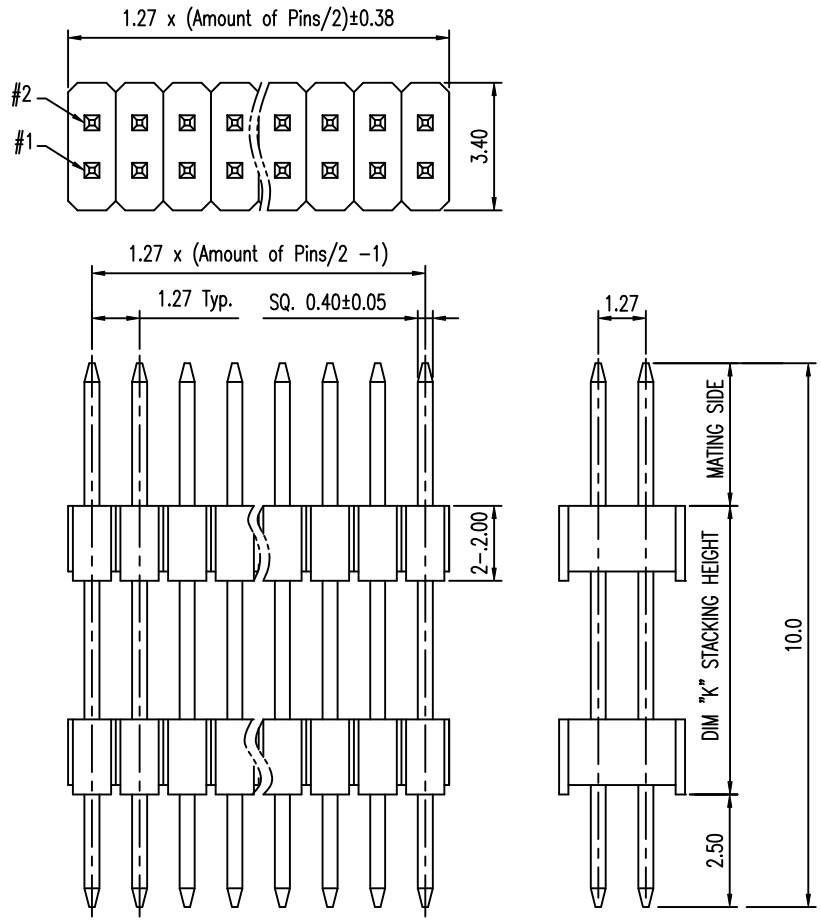 1.27 x (Amount of Pins/2)±0.38
#2
#1
3.40
1.27 x (Amount of Pins/2 -1)
1.27 Typ.
SQ. 0.40±0.05
1.27
MATING SIDE
2-.2.00
DIM "K" STACKING HEIGHT
10.0
2.50